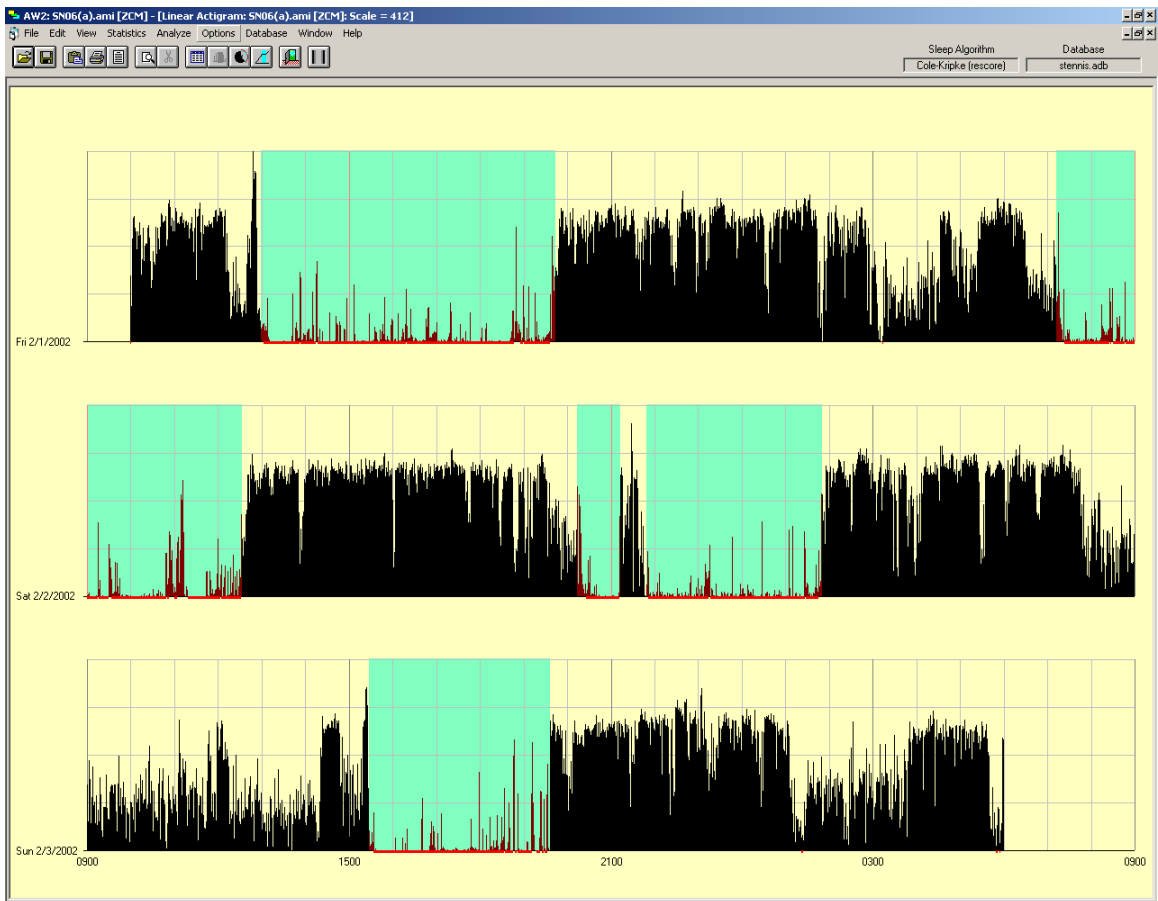 AW2: SN06(a).ami [ZCM] - [Linear Actigram: SN06(a).ami [ZCM]: Scale = 412]
File Edit View Statistics Analyze Options Database Window Help
Sleep Algorithm Database
Cole-Kripke (rescore) stennis.adb
Fri 2/1/2002
Sat 2/2/2002
Sun 2/3/2002
0900 1500 2100 0300 0900